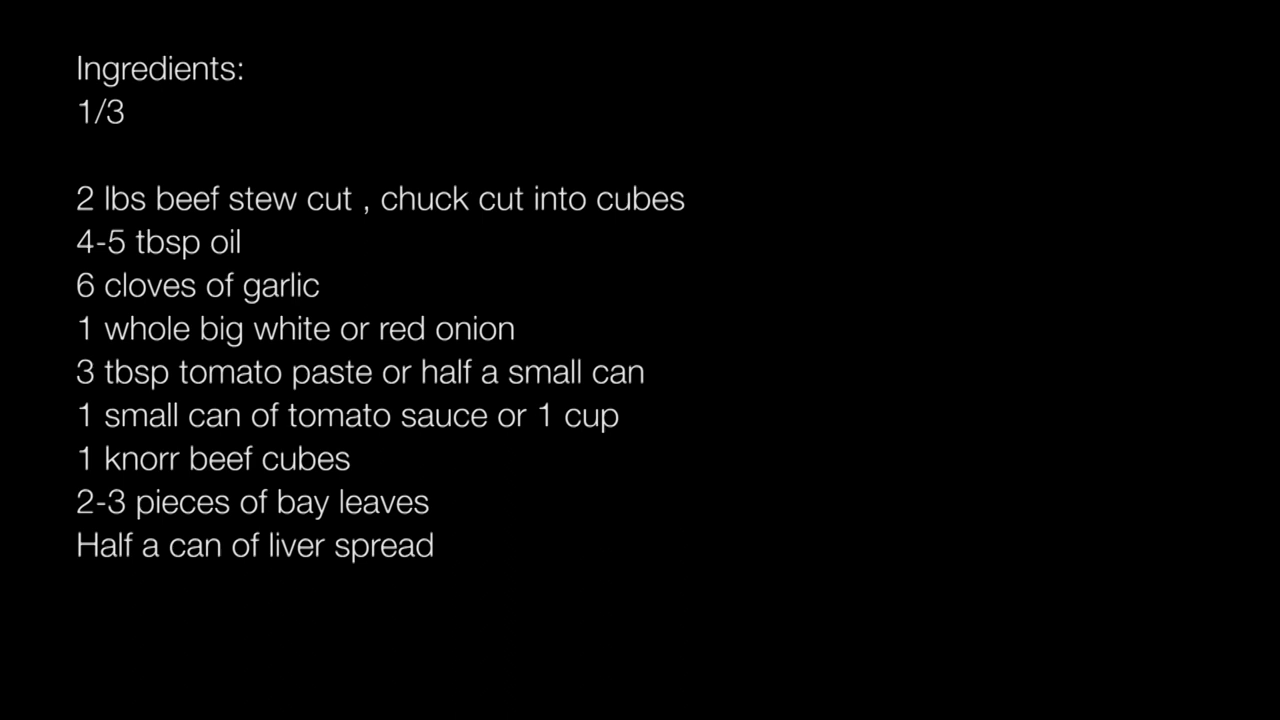 Ingredients:
1/3
2 lbs beef stew cut , chuck cut into cubes
4-5 tbsp oil
6 cloves of garlic
1 whole big white or red onion
3 tbsp tomato paste or half a small can
1 small can of tomato sauce or 1 cup
1 knorr beef cubes
2-3 pieces of bay leaves
Half a can of liver spread